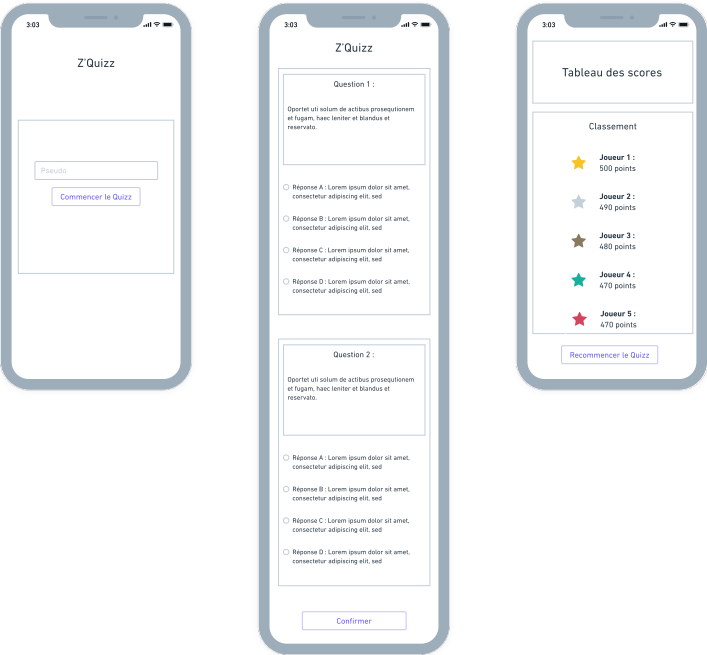 3:03
Z'Quizz
Pseudo
Commencer le Quizz
3:03
Z'Quizz
Question 1 :
Oportet uti solum de actibus prosequtionem
et fugam, haec leniter et blandus et
reservato.
Réponse A : Lorem ipsum dolor sit amet,
consectetur adipiscing elit, sed
Réponse B : Lorem ipsum dolor sit amet,
consectetur adipiscing elit, sed
Réponse C : Lorem ipsum dolor sit amet,
consectetur adipiscing elit, sed
Réponse D : Lorem ipsum dolor sit amet,
consectetur adipiscing elit, sed
Question 2 :
Oportet uti solum de actibus prosequtionem
et fugam, haec leniter et blandus et
reservato.
Réponse A : Lorem ipsum dolor sit amet,
consectetur adipiscing elit, sed
Réponse B : Lorem ipsum dolor sit amet,
consectetur adipiscing elit, sed
Réponse C : Lorem ipsum dolor sit amet,
consectetur adipiscing elit, sed
Réponse D : Lorem ipsum dolor sit amet,
consectetur adipiscing elit, sed
Confirmer
3:03
Tableau des scores
Classement
Joueur 1 :
500 points
Joueur 2 :
490 points
Joueur 3 :
480 points
Joueur 4 :
470 points
Joueur 5 :
470 points
Recommencer le Quizz